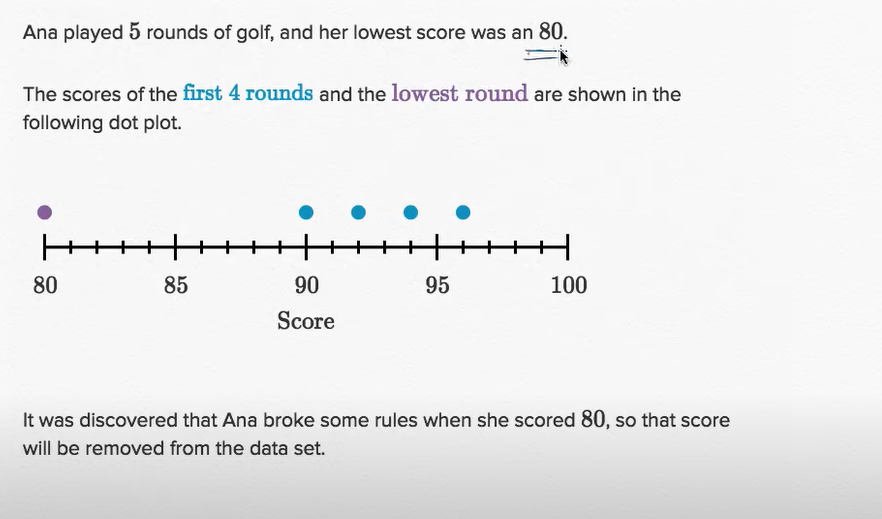 Ana played 5 rounds of golf, and her lowest score was an 80.
The scores of the first 4 rounds and the lowest round are shown in the
following dot plot.
80 85 90 95 100
Score
It was discovered that Ana broke some rules when she scored 80, so that score
will be removed from the data set.